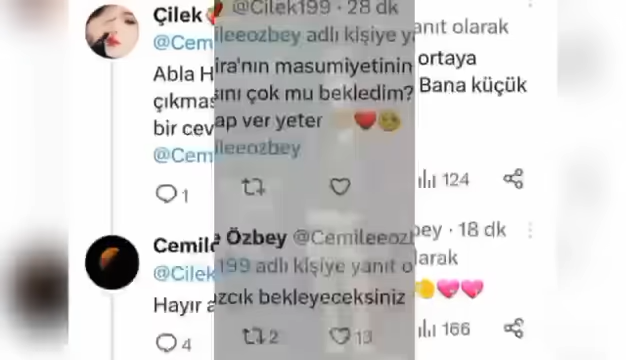 Çilek @Cilek199 · 28 dk
@Cemileeozbey adlı kişiye yanıt olarak
Abla Hira'nın masumiyetinin ortaya
çıkmasını çok mu bekledim? Bana küçük
bir cevap ver yeter ❤️🥺
@Cemileeozbey
1 124
Cemile Özbey @Cemileeozbey · 18 dk
@Cilek199 adlı kişiye yanıt olarak
Hayır azcık bekleyeceksiniz 💖💖
4 2 13 166